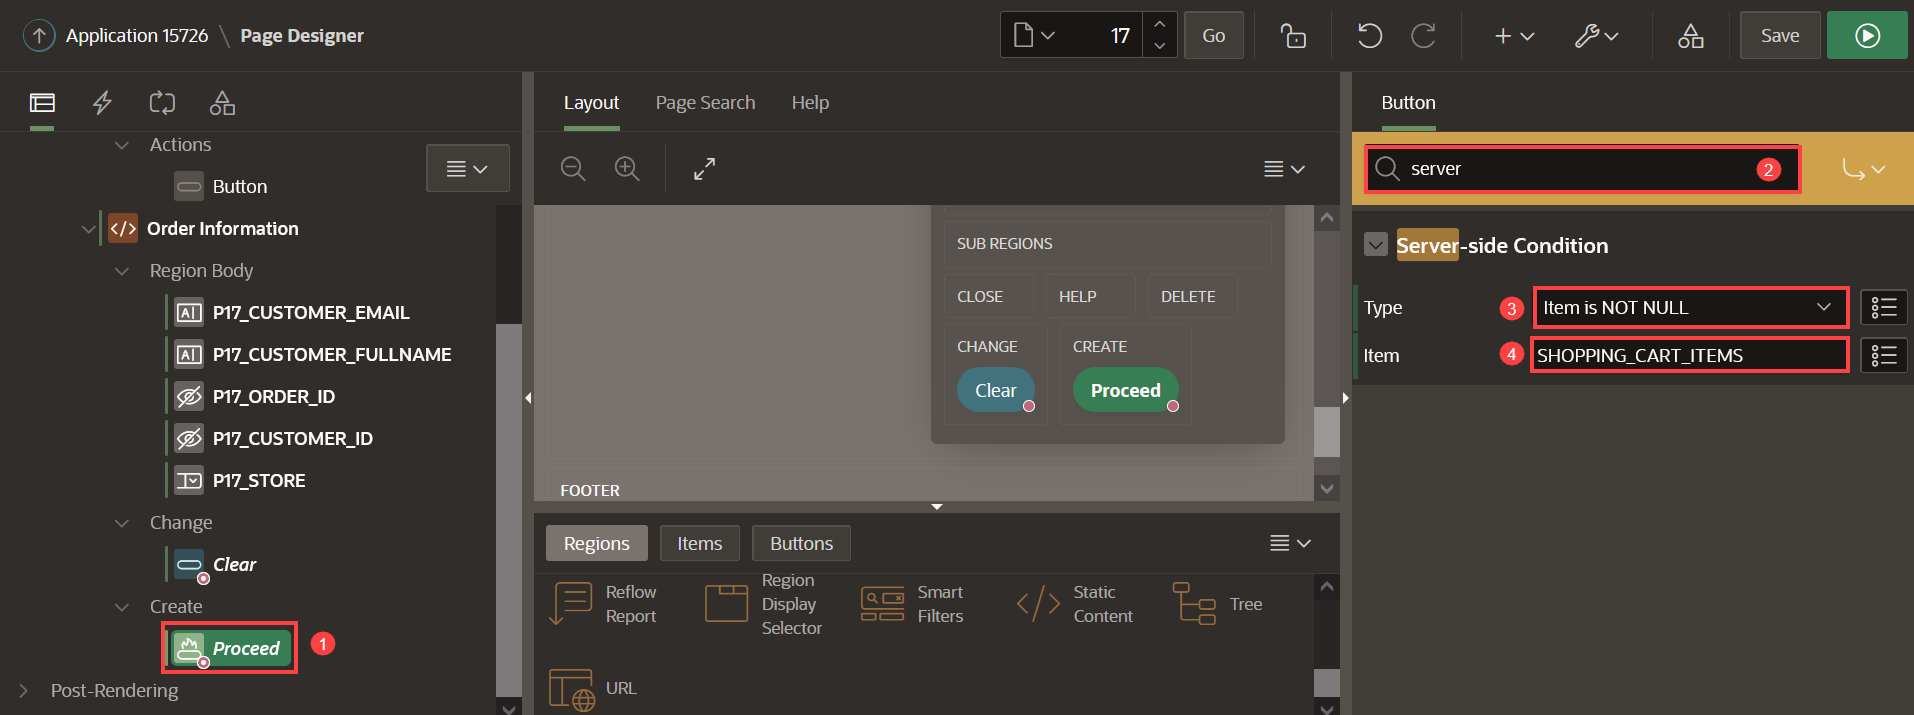 Application 15726 \ Page Designer
17
Go
Save
Layout
Page Search
Help
Button
Actions
Button
Order Information
Region Body
P17_CUSTOMER_EMAIL
P17_CUSTOMER_FULLNAME
P17_ORDER_ID
P17_CUSTOMER_ID
P17_STORE
Change
Clear
Create
Proceed
1
Post-Rendering
SUB REGIONS
CLOSE
HELP
DELETE
CHANGE
CREATE
Clear
Proceed
FOOTER
Regions
Items
Buttons
Reflow
Report
Region
Display
Selector
Smart
Filters
Static
Content
Tree
URL
server
2
Server-side Condition
Type
3
Item is NOT NULL
Item
4
SHOPPING_CART_ITEMS